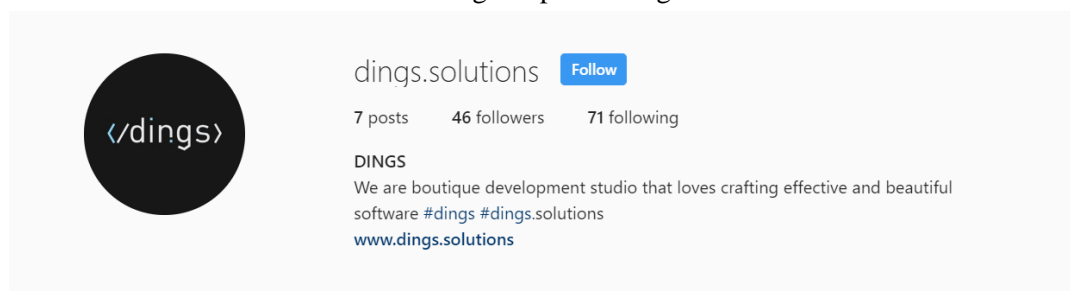 </dings>
dings.solutions Follow
7 posts 46 followers 71 following
DINGS
We are boutique development studio that loves crafting effective and beautiful
software #dings #dings.solutions
www.dings.solutions